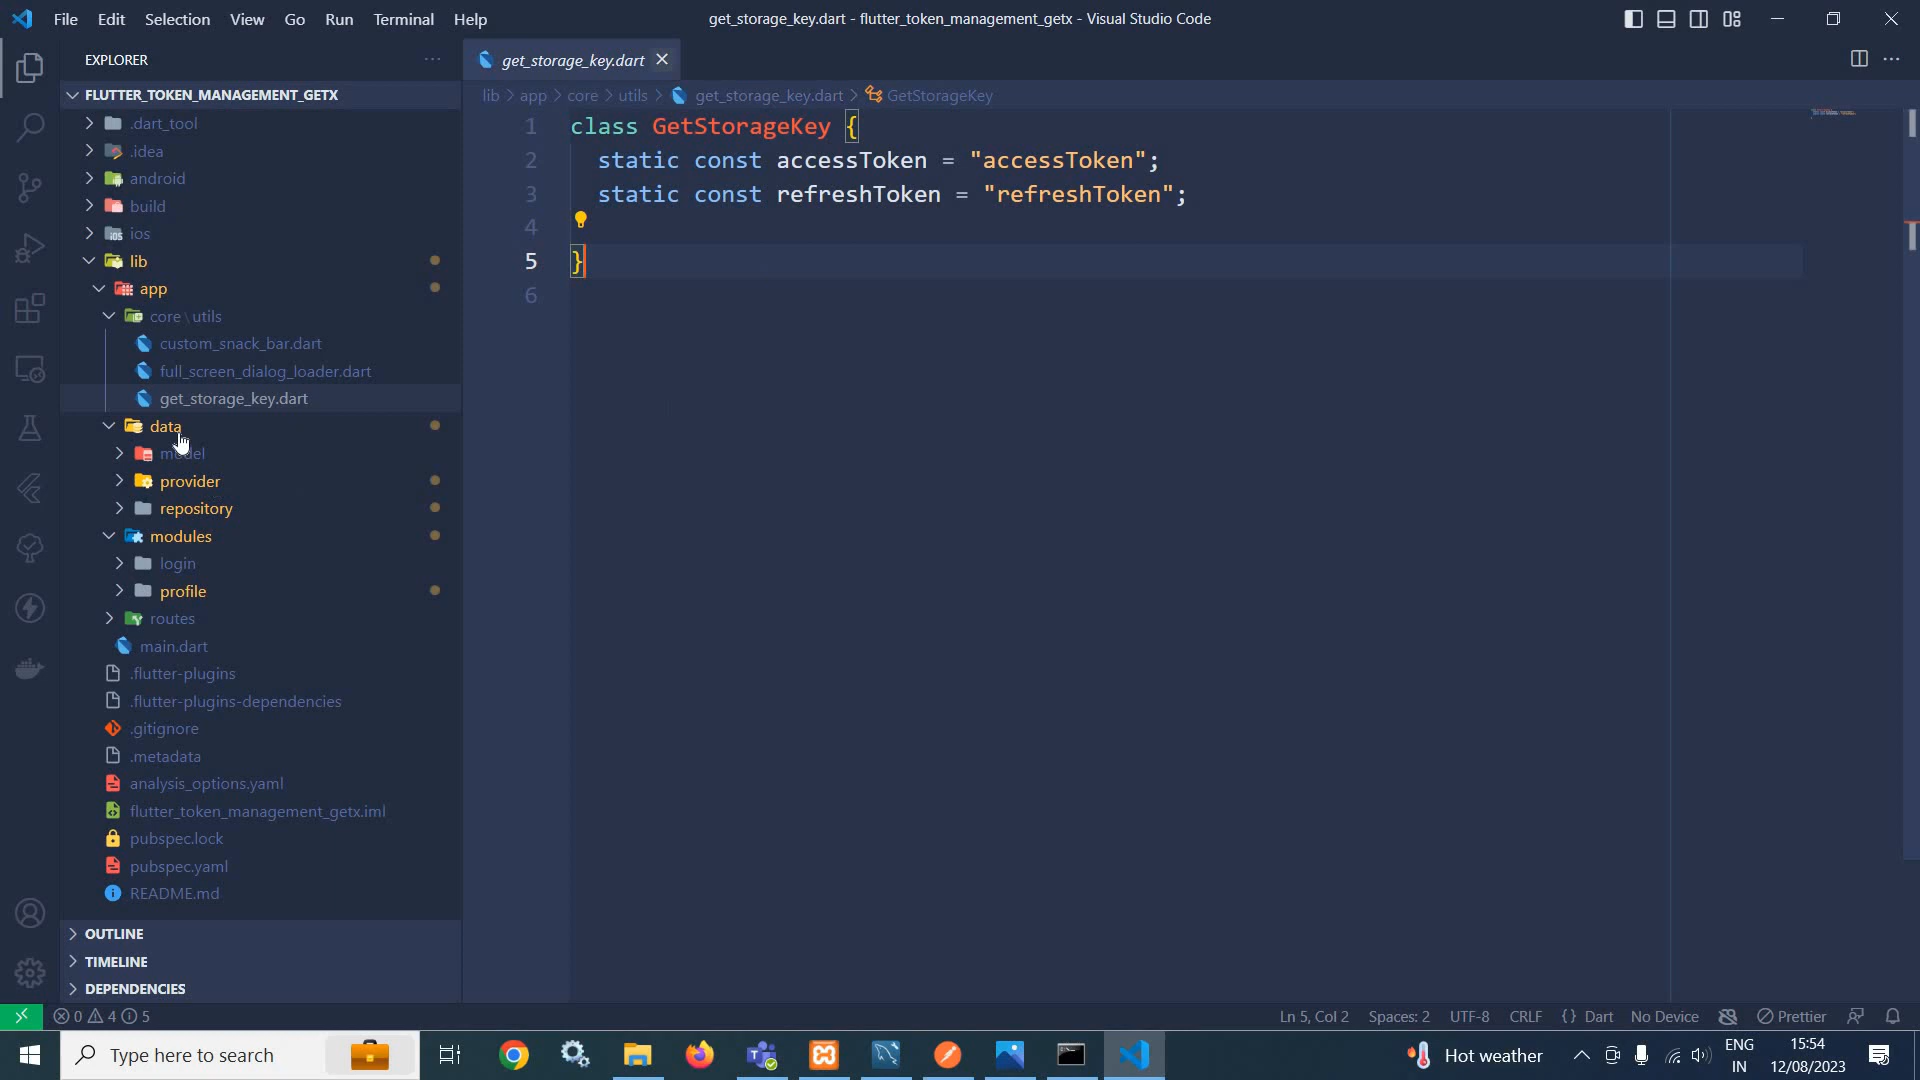 File Edit Selection View Go Run Terminal Help
get_storage_key.dart - flutter_token_management_getx - Visual Studio Code
EXPLORER
FLUTTER_TOKEN_MANAGEMENT_GETX
.dart_tool
.idea
android
build
ios
lib
app
core \ utils
custom_snack_bar.dart
full_screen_dialog_loader.dart
get_storage_key.dart
data
model
provider
repository
modules
login
profile
routes
main.dart
.flutter-plugins
.flutter-plugins-dependencies
.gitignore
.metadata
analysis_options.yaml
flutter_token_management_getx.iml
pubspec.lock
pubspec.yaml
README.md
OUTLINE
TIMELINE
DEPENDENCIES
get_storage_key.dart
lib > app > core > utils > get_storage_key.dart > GetStorageKey
1 class GetStorageKey {
2 static const accessToken = "accessToken";
3 static const refreshToken = "refreshToken";
4
5 }
6
0 4 5
Ln 5, Col 2 Spaces: 2 UTF-8 CRLF {} Dart No Device Prettier
Type here to search
Hot weather
ENG
IN
15:54
12/08/2023